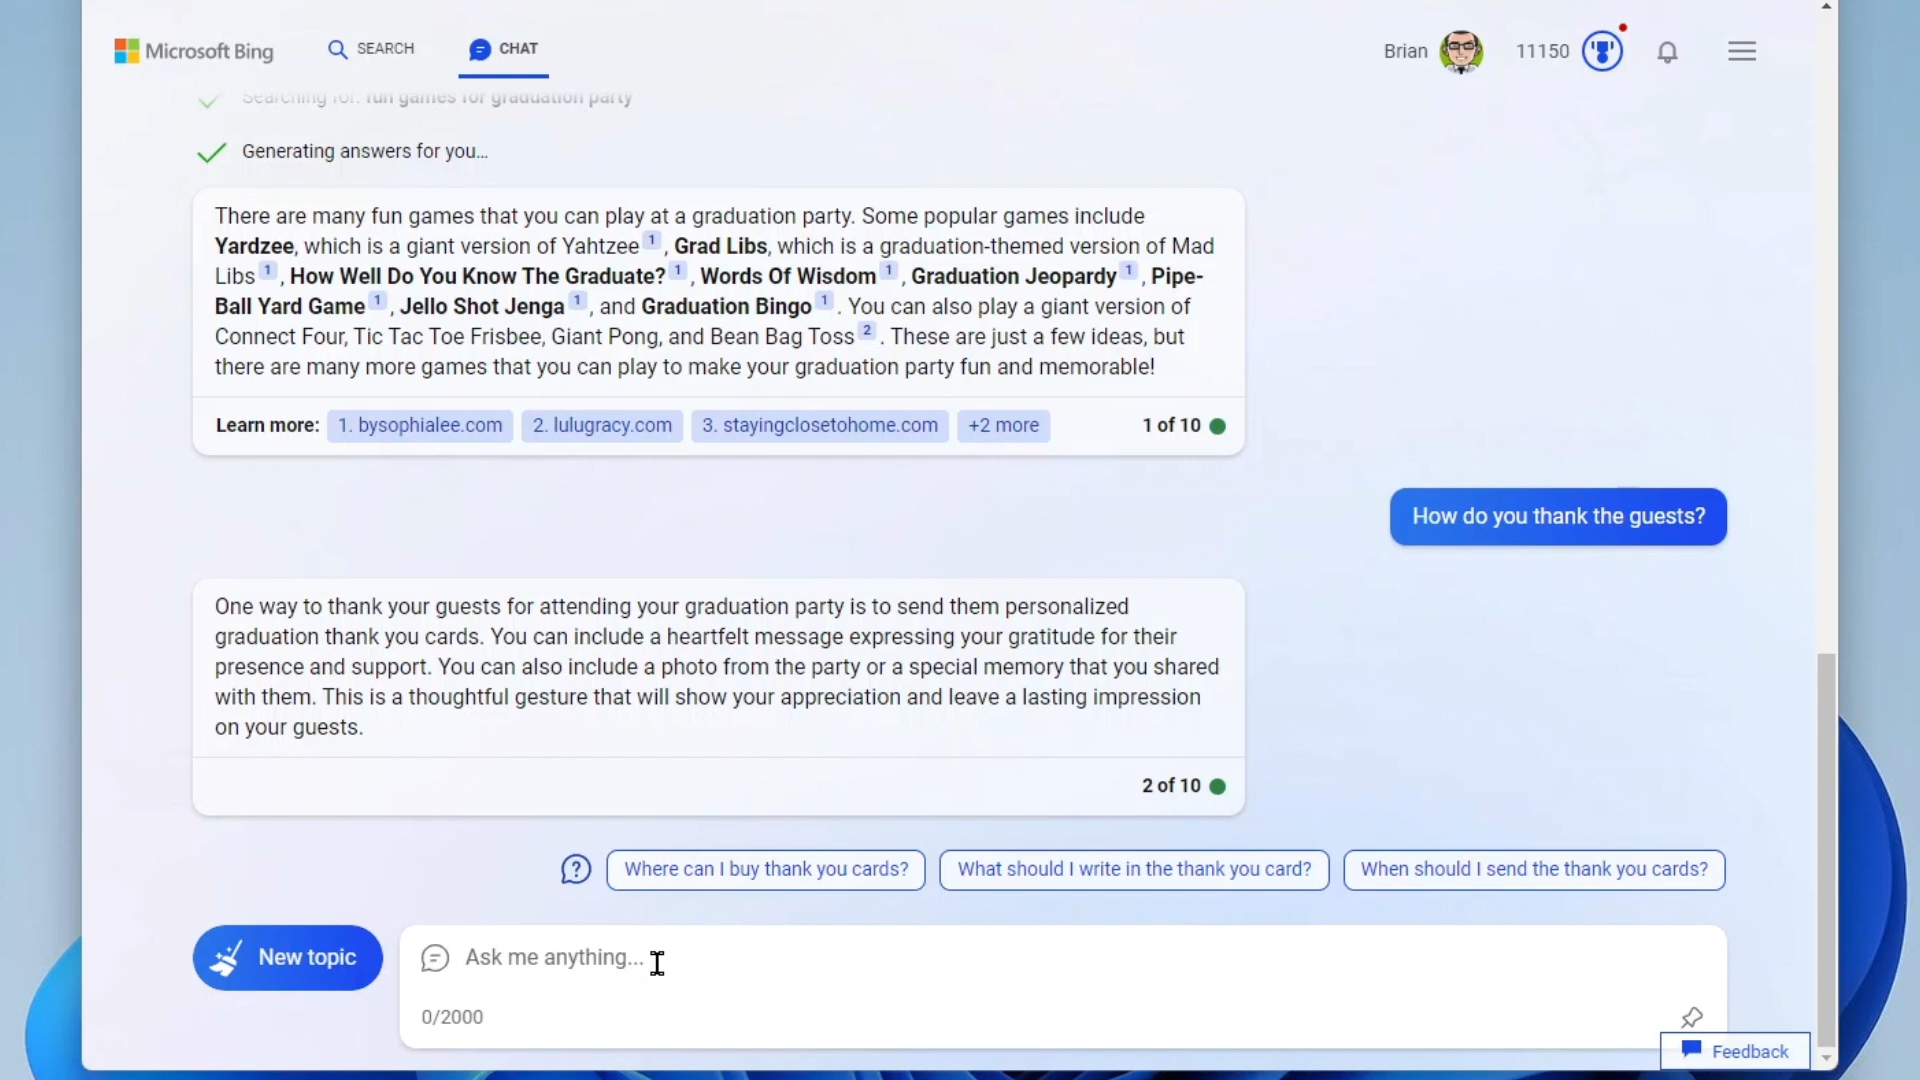 Microsoft Bing
SEARCH
CHAT
Brian
11150
Searching for: fun games for graduation party
Generating answers for you...
There are many fun games that you can play at a graduation party. Some popular games include
Yardzee, which is a giant version of Yahtzee 1 , Grad Libs, which is a graduation-themed version of Mad
Libs 1 , How Well Do You Know The Graduate? 1 , Words Of Wisdom 1 , Graduation Jeopardy 1 , Pipe-
Ball Yard Game 1 , Jello Shot Jenga 1 , and Graduation Bingo 1 . You can also play a giant version of
Connect Four, Tic Tac Toe Frisbee, Giant Pong, and Bean Bag Toss 2 . These are just a few ideas, but
there are many more games that you can play to make your graduation party fun and memorable!
Learn more: 1. bysophialee.com 2. lulugracy.com 3. stayingclosetohome.com +2 more 1 of 10
How do you thank the guests?
One way to thank your guests for attending your graduation party is to send them personalized
graduation thank you cards. You can include a heartfelt message expressing your gratitude for their
presence and support. You can also include a photo from the party or a special memory that you shared
with them. This is a thoughtful gesture that will show your appreciation and leave a lasting impression
on your guests.
2 of 10
Where can I buy thank you cards?
What should I write in the thank you card?
When should I send the thank you cards?
New topic
Ask me anything...
0/2000
Feedback